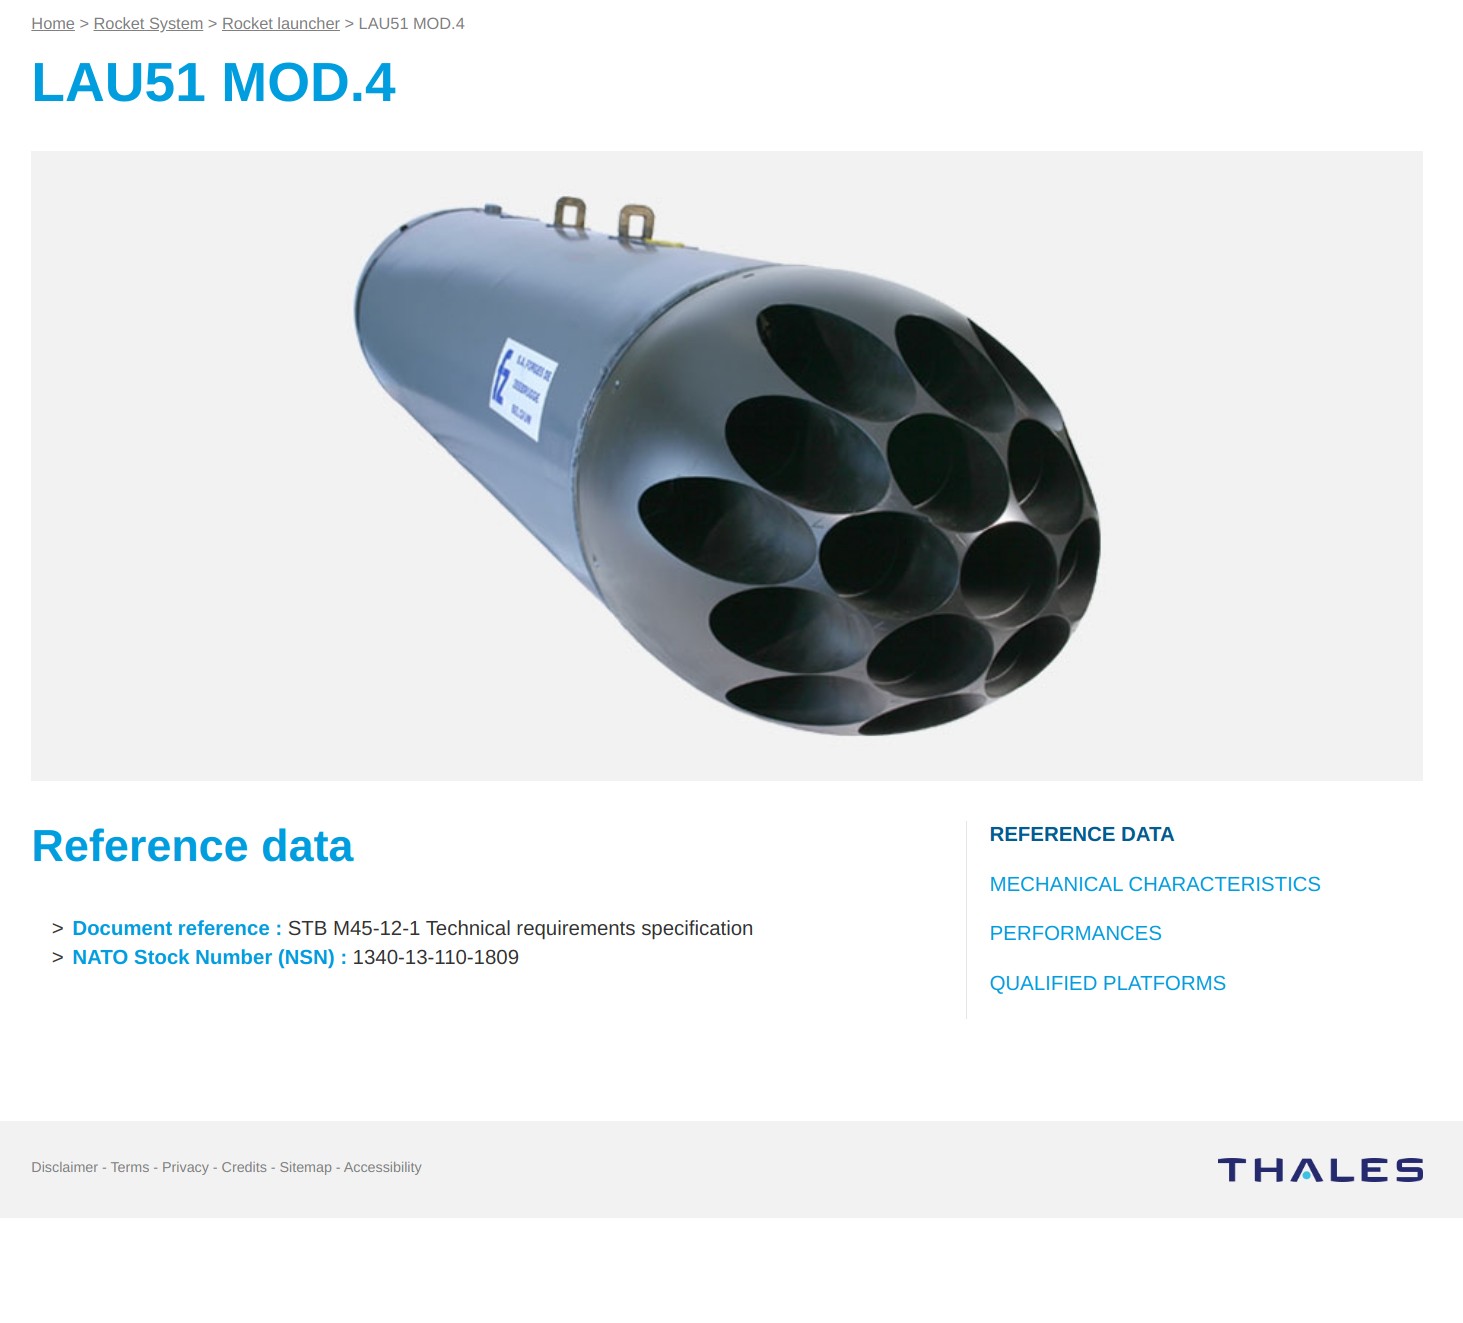 Home > Rocket System > Rocket launcher > LAU51 MOD.4
LAU51 MOD.4
fz
S.A. FORGES DE
ZEEBRUGGE
BELGIUM
Reference data
> Document reference : STB M45-12-1 Technical requirements specification
> NATO Stock Number (NSN) : 1340-13-110-1809
REFERENCE DATA
MECHANICAL CHARACTERISTICS
PERFORMANCES
QUALIFIED PLATFORMS
Disclaimer - Terms - Privacy - Credits - Sitemap - Accessibility
THALES